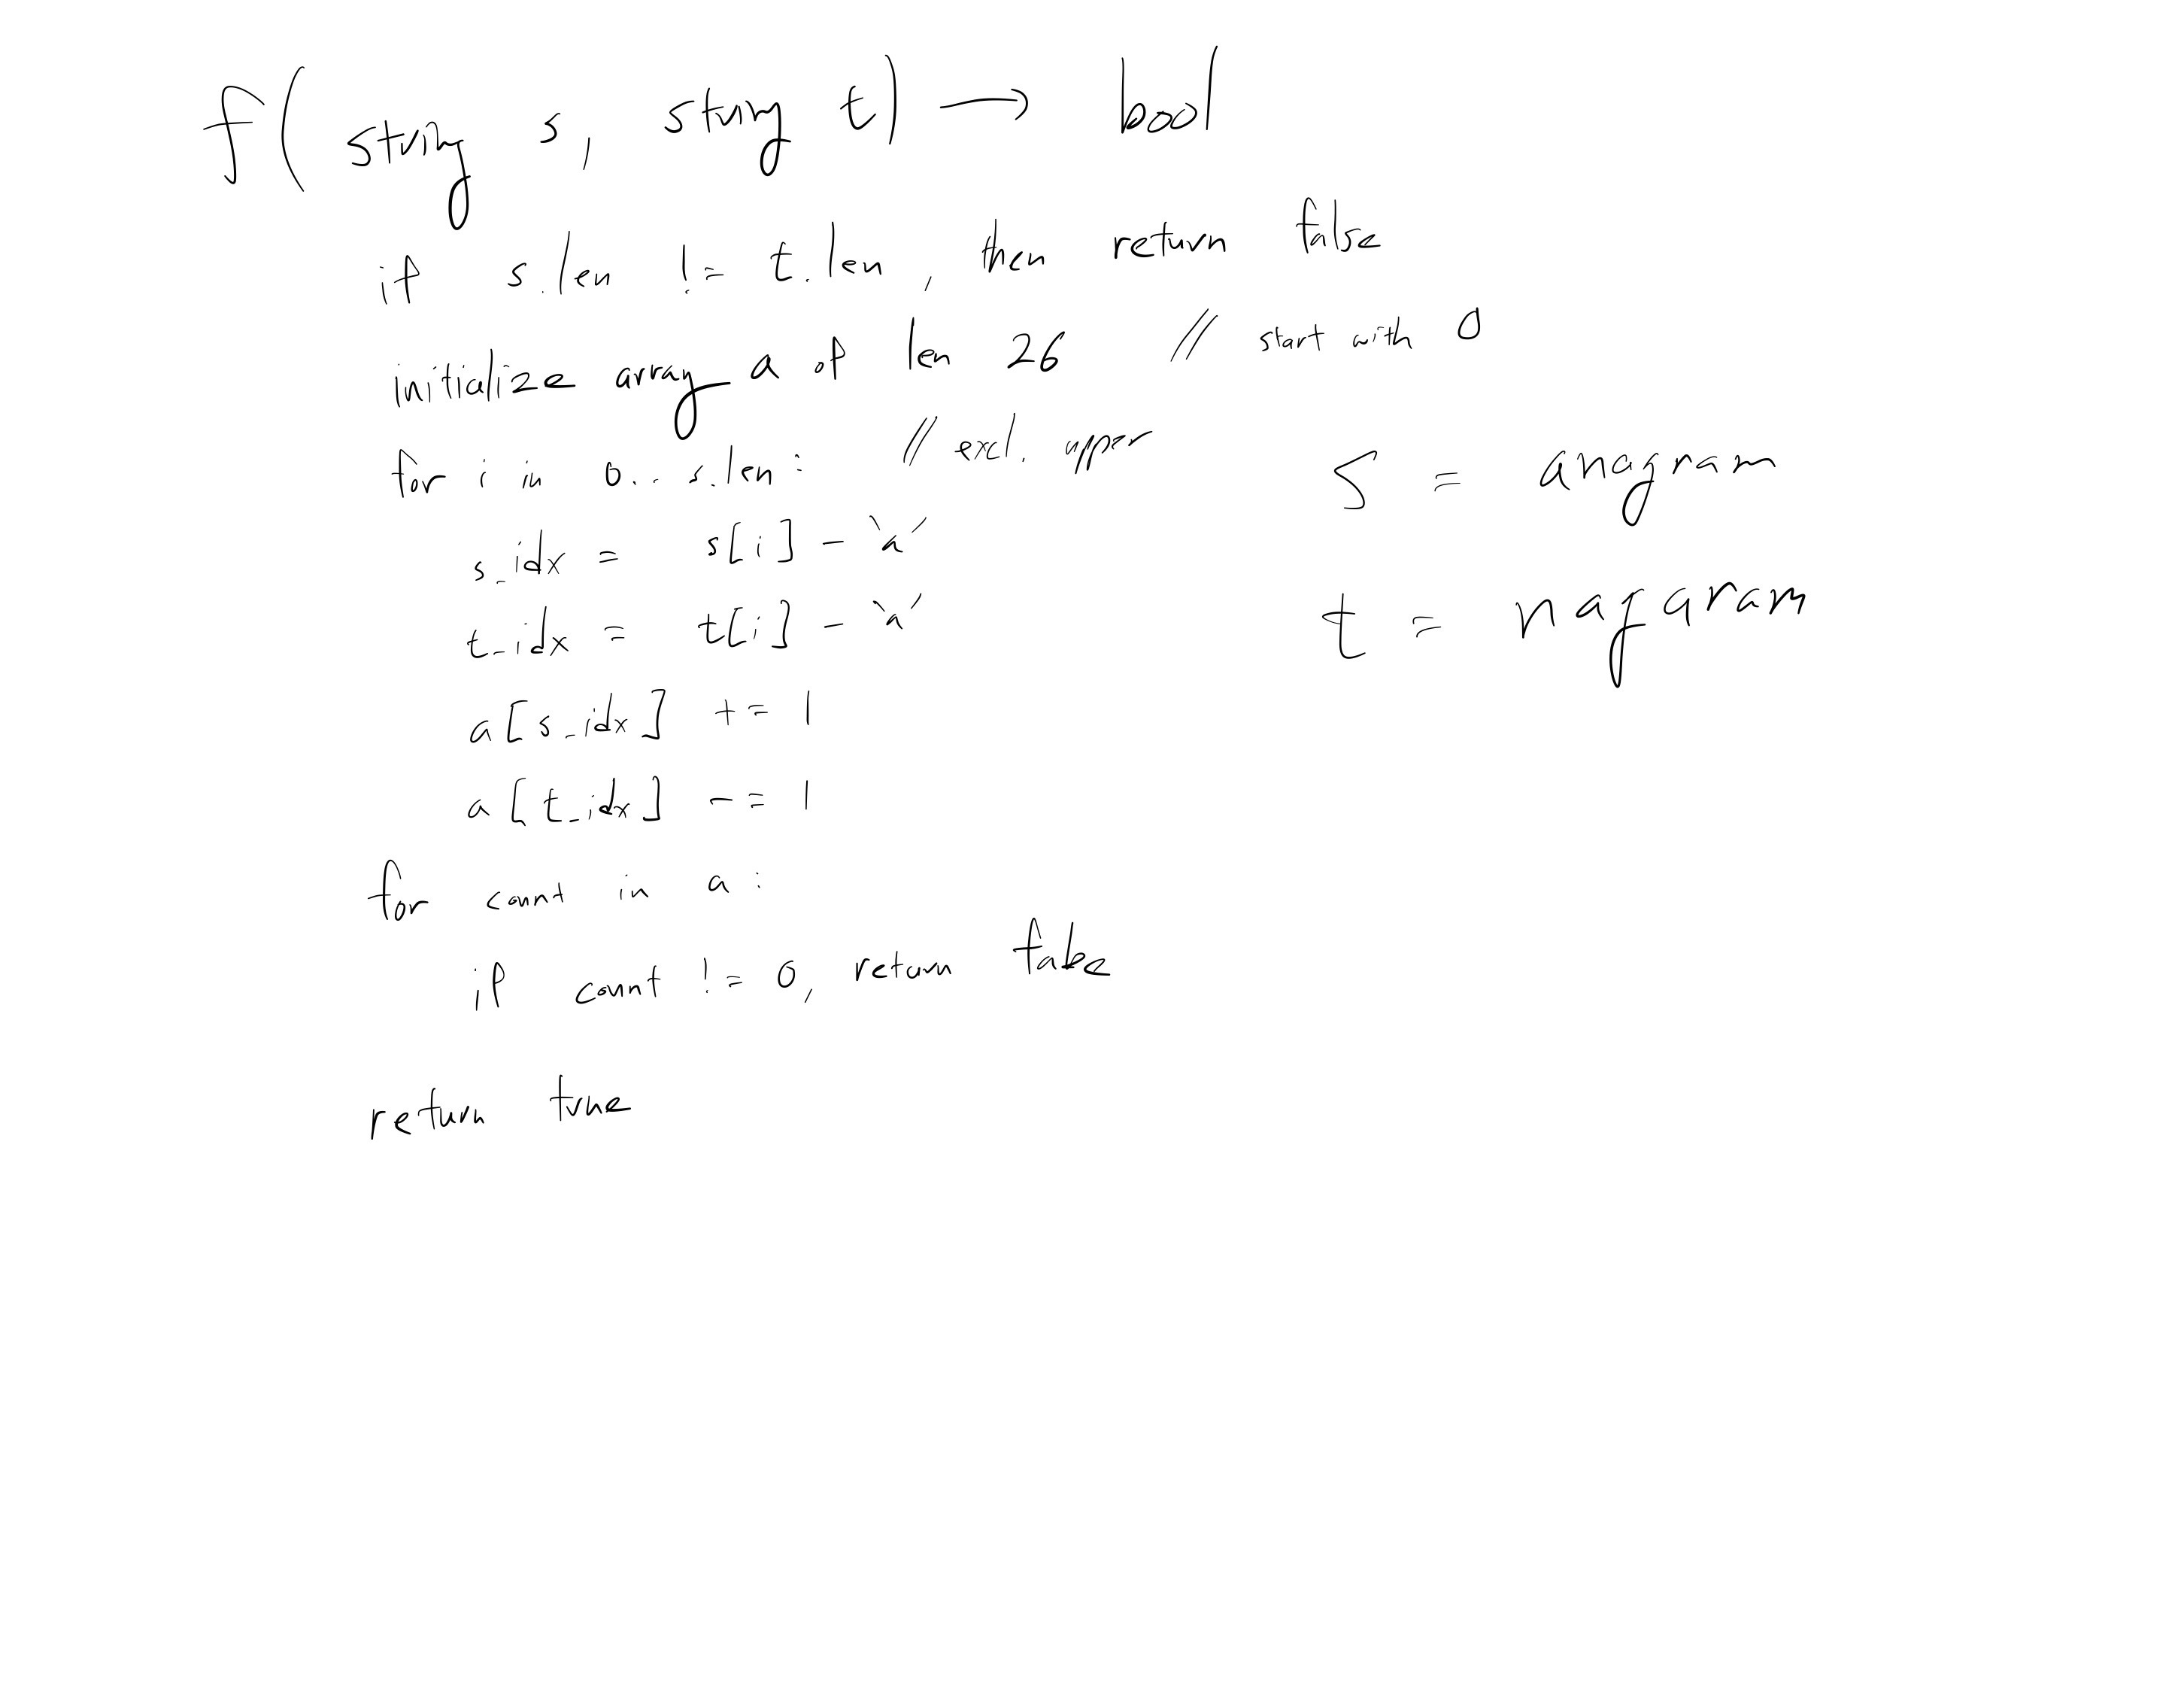 f(string s, string t) → bool
if s.len != t.len, then return false
initialize array a of len 26 // start with 0
for i in 0..s.len: // excl. upper
s_idx = s[i] - 'a'
t_idx = t[i] - 'a'
a[s_idx] += 1
a[t_idx] -= 1
for count in a:
if count != 0, return false
return true
S = anagram
t = nagaram